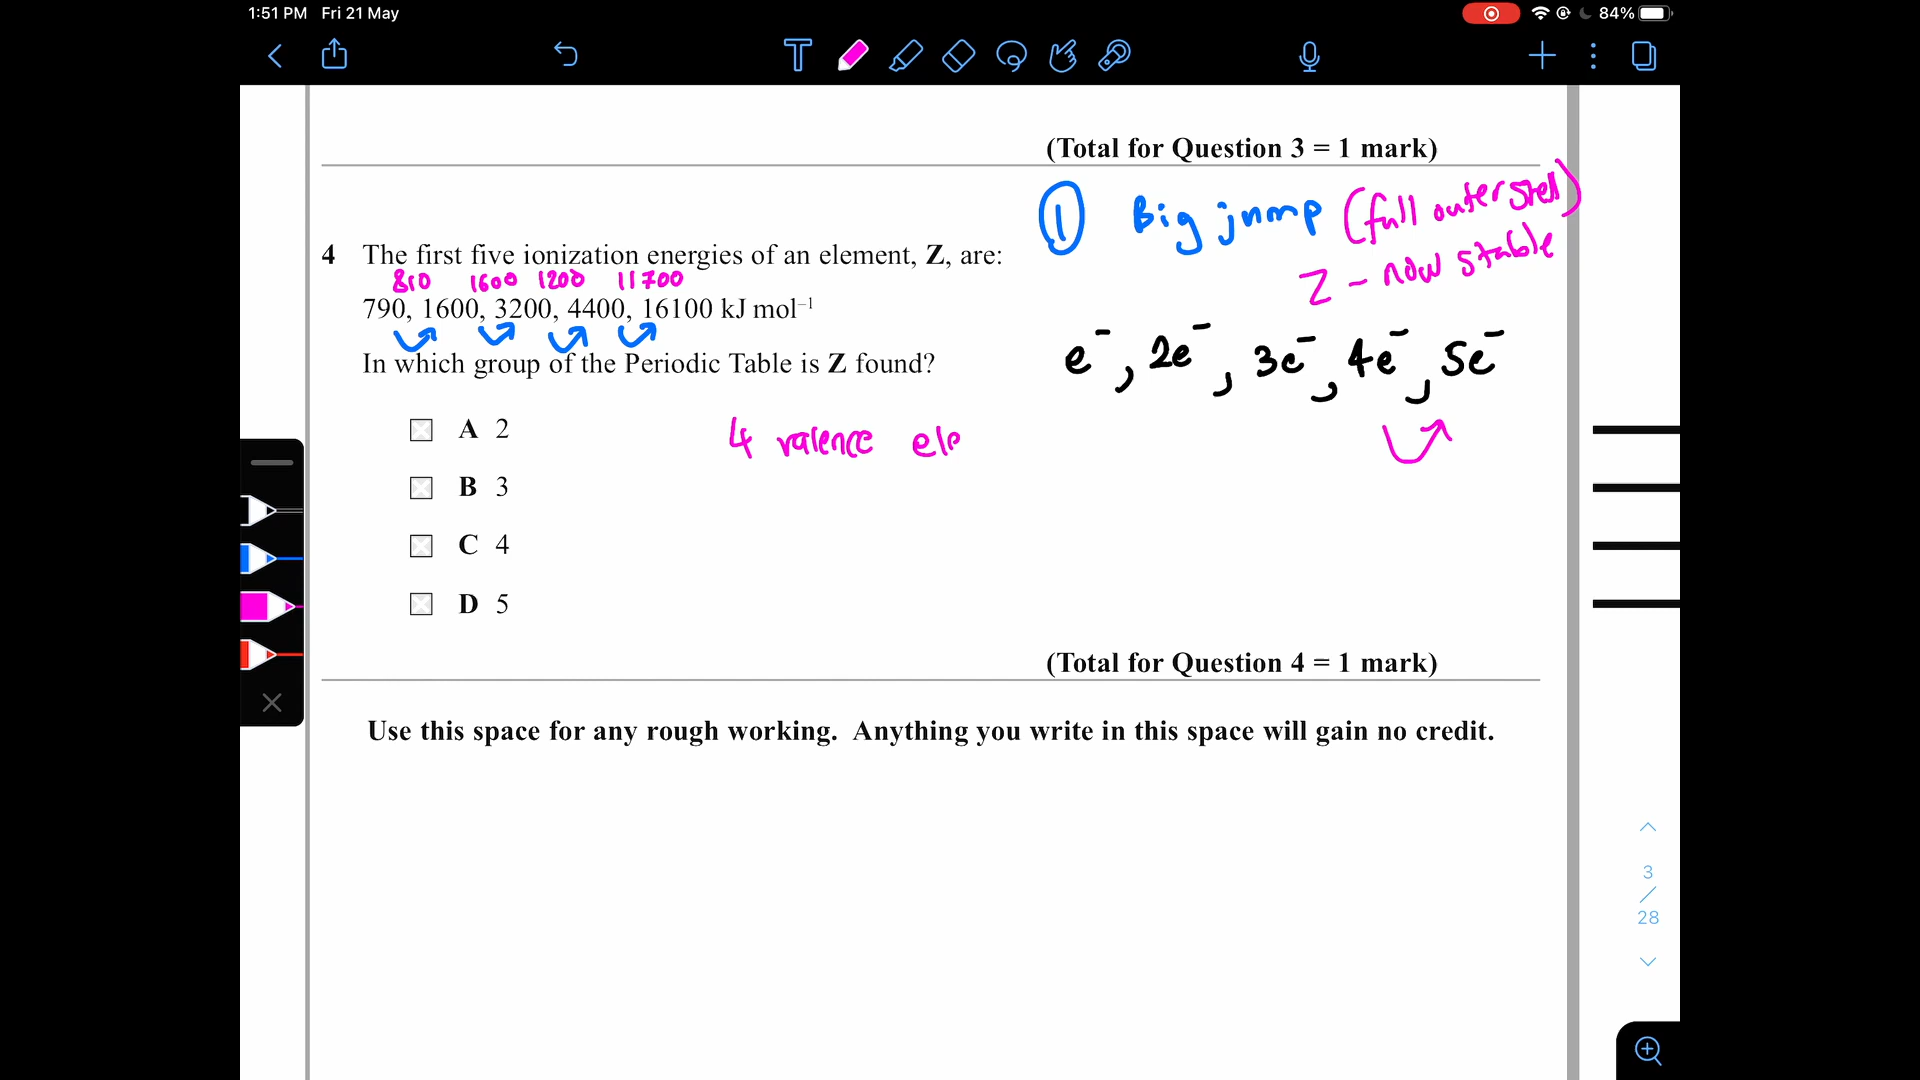 1:51 PM Fri 21 May
84%
(Total for Question 3 = 1 mark)
① Big jump (full outer shell)
Z - now stable
4 The first five ionization energies of an element, Z, are:
810 1600 1200 11700
790, 1600, 3200, 4400, 16100 kJ mol⁻¹
e⁻, 2e⁻, 3e⁻, 4e⁻, 5e⁻
In which group of the Periodic Table is Z found?
A 2
4 valence ele
B 3
C 4
D 5
(Total for Question 4 = 1 mark)
Use this space for any rough working. Anything you write in this space will gain no credit.
3
/
28